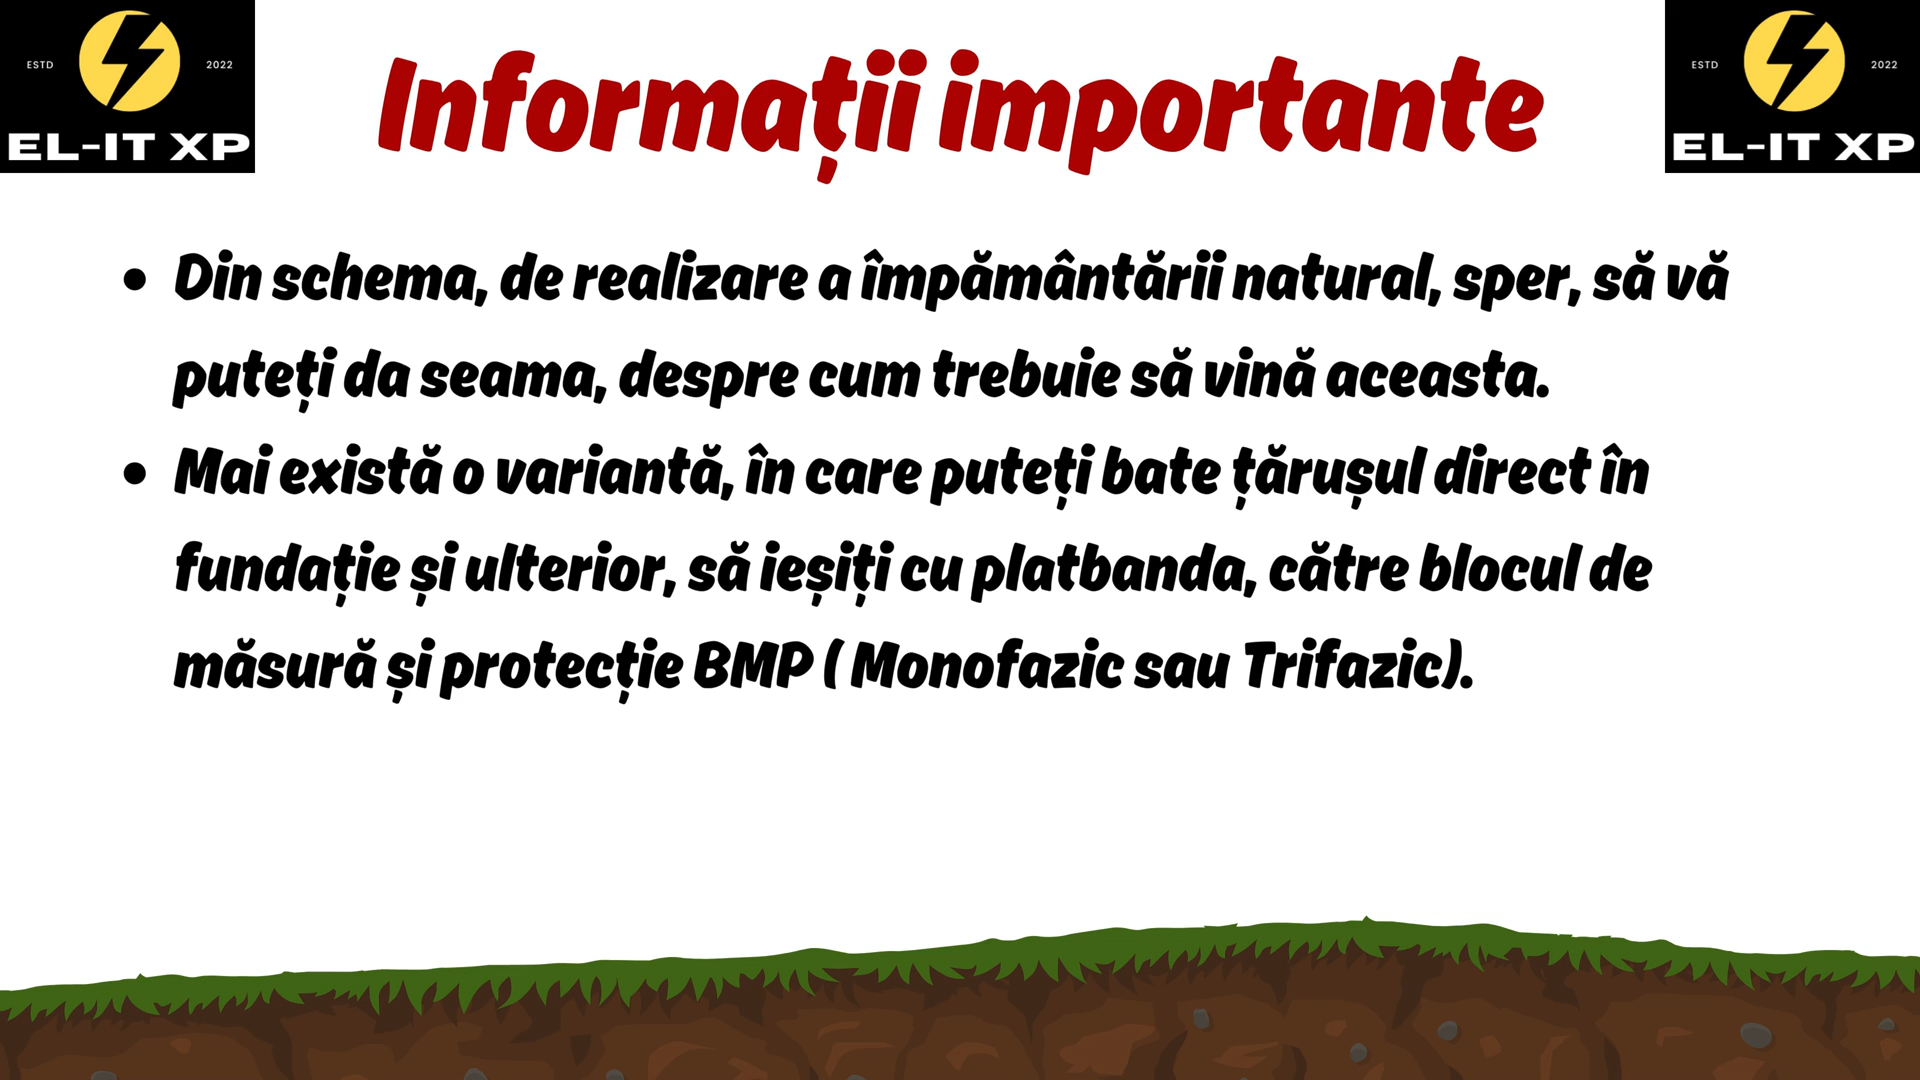 ESTD 2022
EL-IT XP
Informații importante
ESTD 2022
EL-IT XP
• Din schema, de realizare a împământării natural, sper, să vă
puteți da seama, despre cum trebuie să vină aceasta.
• Mai există o variantă, în care puteți bate țărușul direct în
fundație și ulterior, să ieșiți cu platbanda, către blocul de
măsură și protecție BMP ( Monofazic sau Trifazic).